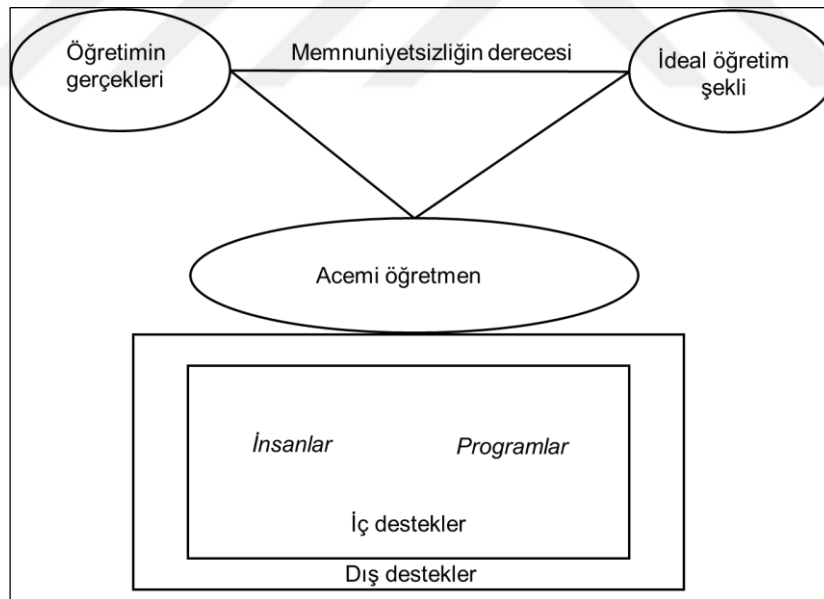 Öğretimin
gerçekleri
Memnuniyetsizliğin derecesi
İdeal öğretim
şekli
Acemi öğretmen
İnsanlar
Programlar
İç destekler
Dış destekler